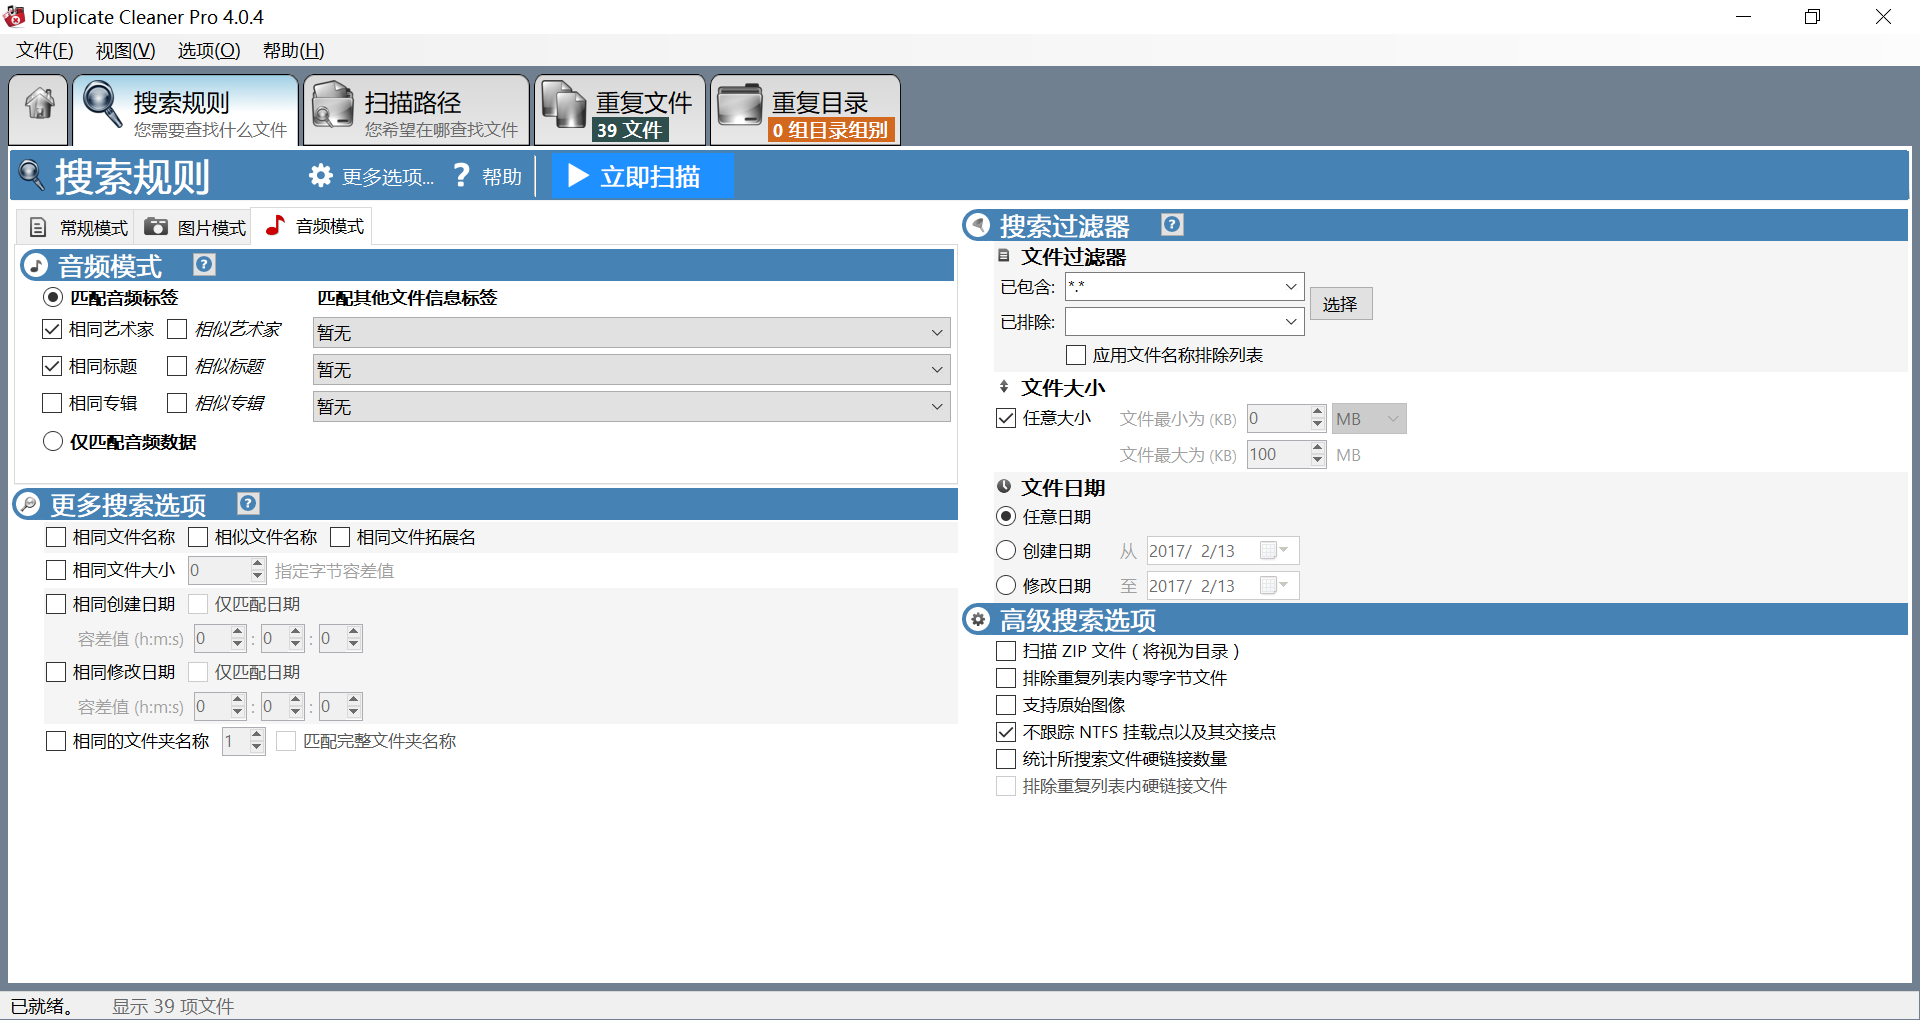 Duplicate Cleaner Pro 4.0.4
文件(F) 视图(V) 选项(O) 帮助(H)
搜索规则
您需要查找什么文件
扫描路径
您希望在哪查找文件
重复文件
39 文件
重复目录
0 组目录组别
搜索规则 更多选项... ? 帮助 立即扫描
常规模式 图片模式 音频模式
音频模式 ?
匹配音频标签 匹配其他文件信息标签
相同艺术家 相似艺术家 暂无
相同标题 相似标题 暂无
相同专辑 相似专辑 暂无
仅匹配音频数据
更多搜索选项 ?
相同文件名称 相似文件名称 相同文件拓展名
相同文件大小 0 指定字节容差值
相同创建日期 仅匹配日期
容差值 (h:m:s) 0 : 0 : 0
相同修改日期 仅匹配日期
容差值 (h:m:s) 0 : 0 : 0
相同的文件夹名称 1 匹配完整文件夹名称
搜索过滤器 ?
文件过滤器
已包含: *.*
选择
已排除:
应用文件名称排除列表
文件大小
任意大小 文件最小为 (KB) 0 MB
文件最大为 (KB) 100 MB
文件日期
任意日期
创建日期 从 2017/ 2/13
修改日期 至 2017/ 2/13
高级搜索选项
扫描 ZIP 文件 ( 将视为目录 )
排除重复列表内零字节文件
支持原始图像
不跟踪 NTFS 挂载点以及其交接点
统计所搜索文件硬链接数量
排除重复列表内硬链接文件
已就绪。 显示 39 项文件